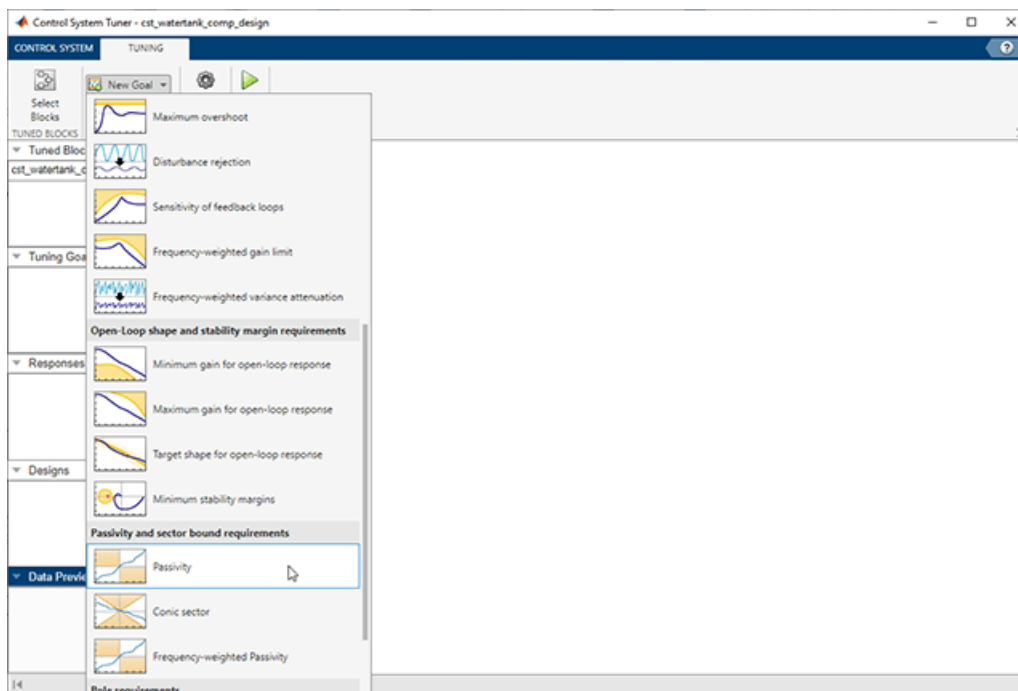 Control System Tuner - cst_watertank_comp_design
CONTROL SYSTEM
TUNING
?
Select
Blocks
New Goal
TUNED BLOCKS
Tuned Bloc
cst_watertank_c
Tuning Goa
Responses
Designs
Data Previe
Maximum overshoot
Disturbance rejection
Sensitivity of feedback loops
Frequency-weighted gain limit
Frequency-weighted variance attenuation
Open-Loop shape and stability margin requirements
Minimum gain for open-loop response
Maximum gain for open-loop response
Target shape for open-loop response
Minimum stability margins
Passivity and sector bound requirements
Passivity
Conic sector
Frequency-weighted Passivity
Pole requirements